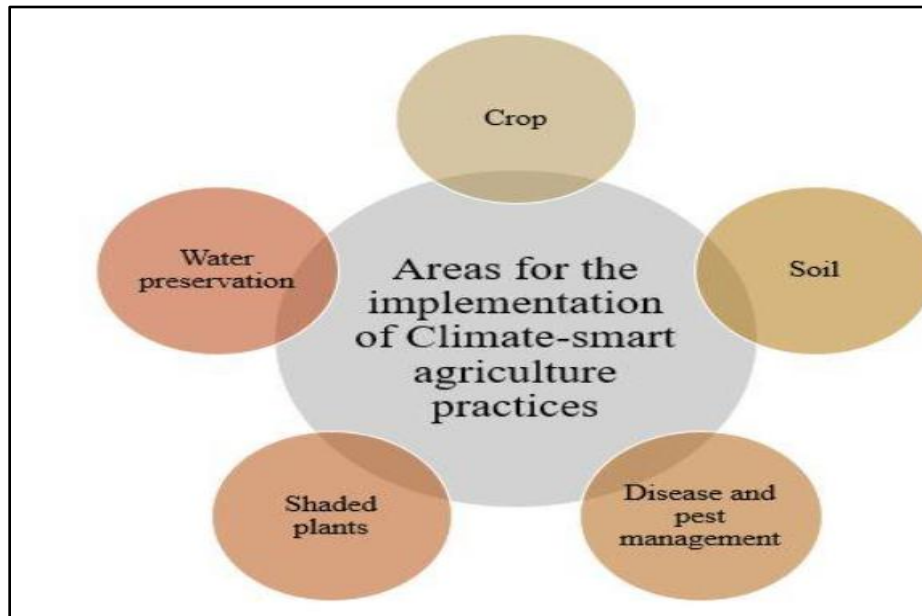 Crop
Water
preservation
Areas for the
implementation
of Climate-smart
agriculture
practices
Soil
Shaded
plants
Disease and
pest
management